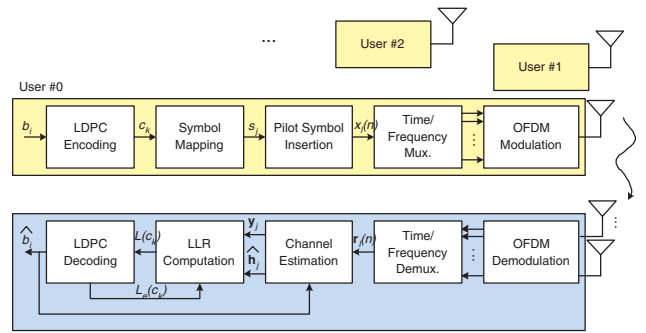 ...
User #2
User #1
User #0
b_i
LDPC
Encoding
c_k
Symbol
Mapping
s_j
Pilot Symbol
Insertion
x_l(n)
Time/
Frequency
Mux.
OFDM
Modulation
b̂_i
LDPC
Decoding
L(c_k)
L_e(c_k)
LLR
Computation
y_j
ĥ_j
Channel
Estimation
r_l(n)
Time/
Frequency
Demux.
OFDM
Demodulation